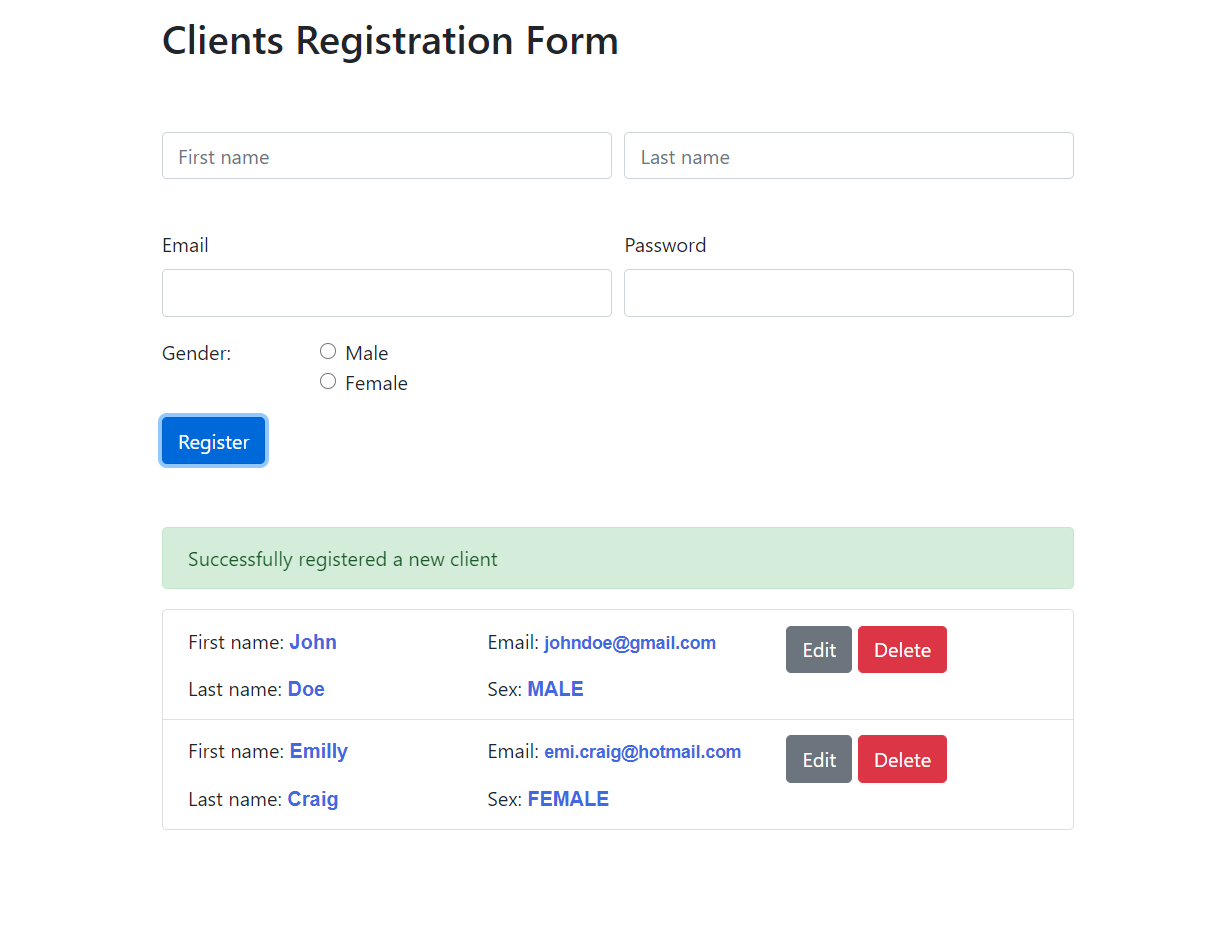 Clients Registration Form
First name Last name
Email Password
Gender: Male
Female
Register
Successfully registered a new client
First name: John Email: johndoe@gmail.com Edit Delete
Last name: Doe Sex: MALE
First name: Emilly Email: emi.craig@hotmail.com Edit Delete
Last name: Craig Sex: FEMALE